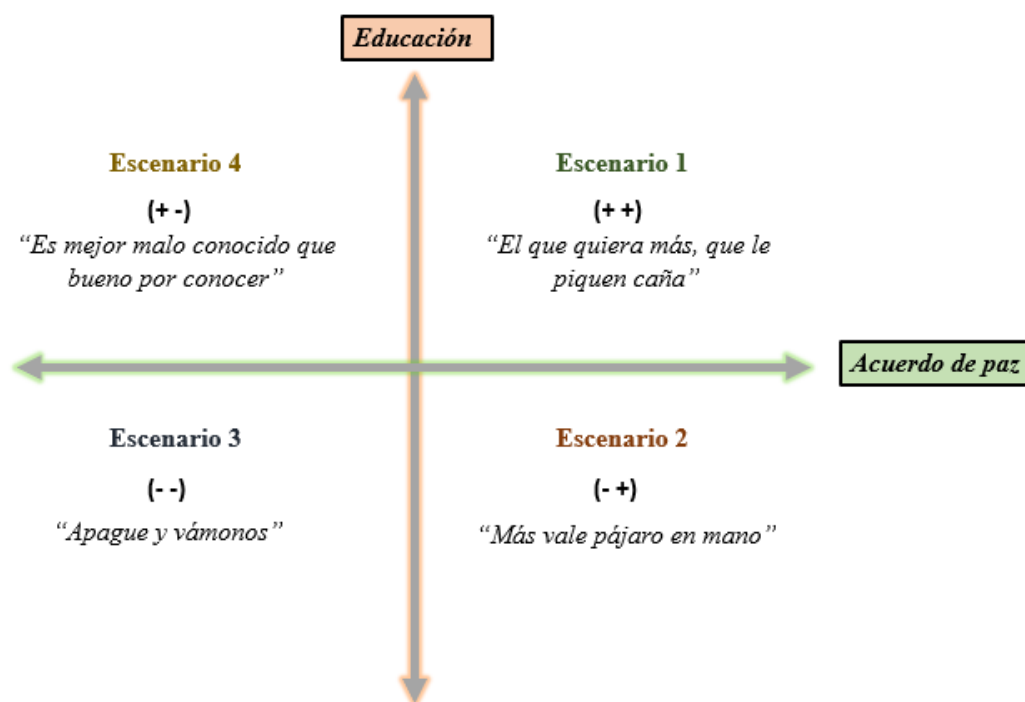 Educación
Escenario 4
(+ -)
“Es mejor malo conocido que
bueno por conocer”
Escenario 1
(+ +)
“El que quiera más, que le
piquen caña”
Acuerdo de paz
Escenario 3
(- -)
“Apague y vámonos”
Escenario 2
(- +)
“Más vale pájaro en mano”